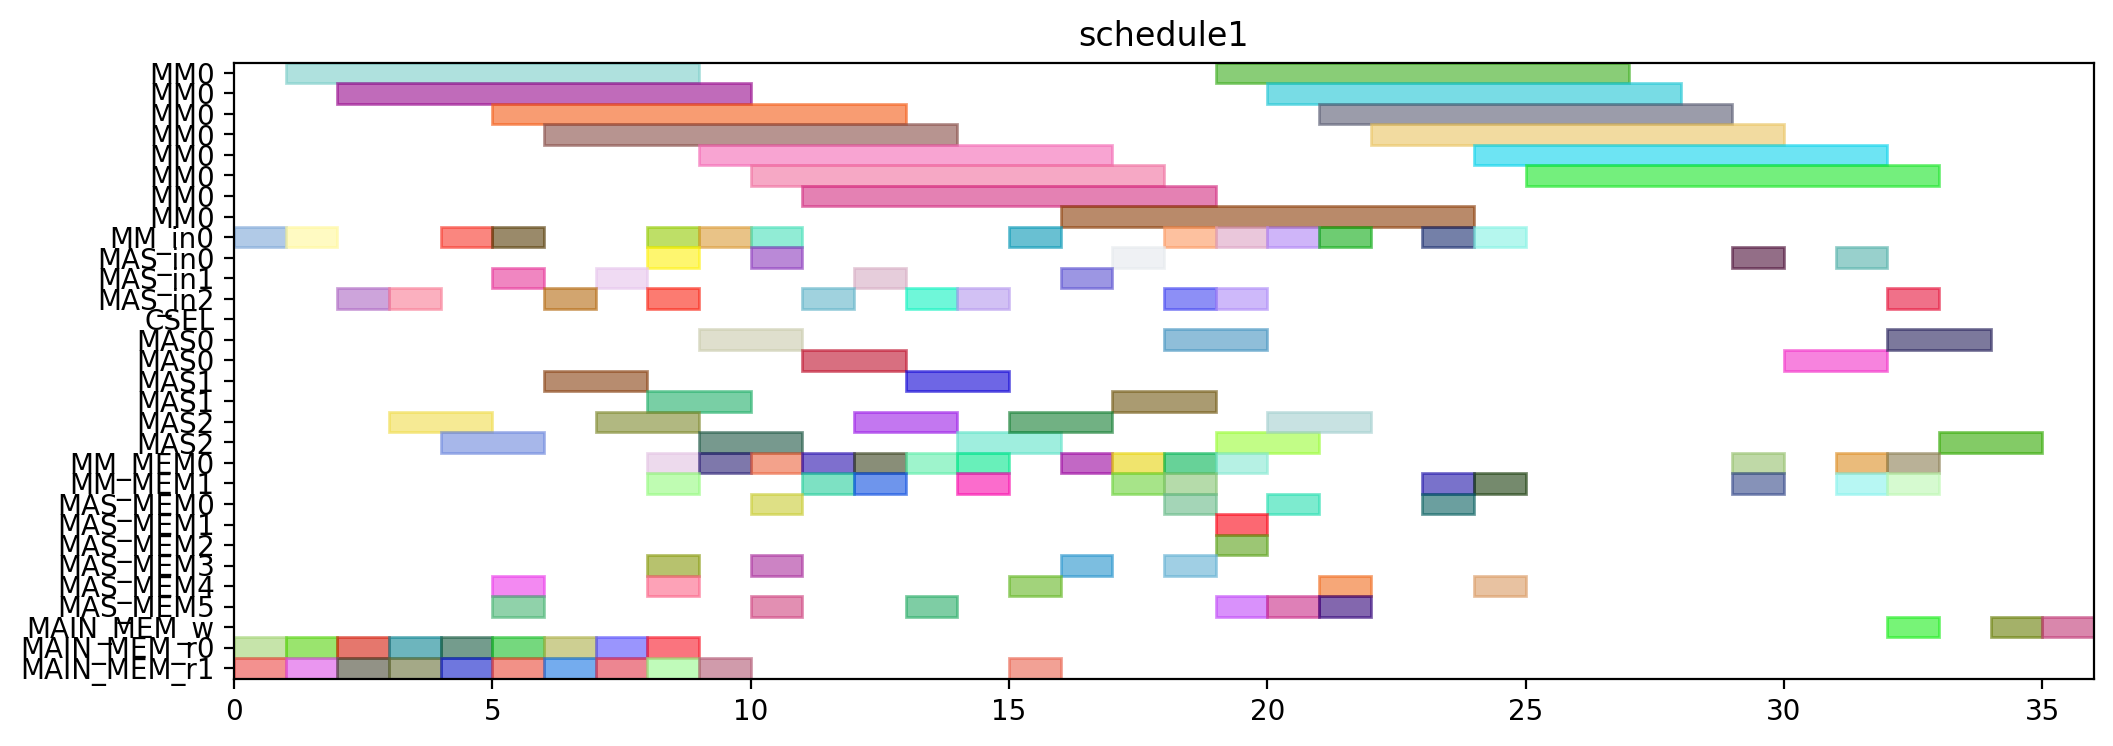 schedule1
MM0
MM0
MM0
MM0
MM0
MM0
MM0
MM0
MM_in0
MAS_in0
MAS_in1
MAS_in2
CSEL
MAS0
MAS0
MAS1
MAS1
MAS2
MAS2
MM_MEM0
MM_MEM1
MAS_MEM0
MAS_MEM1
MAS_MEM2
MAS_MEM3
MAS_MEM4
MAS_MEM5
MAIN_MEM_w
MAIN_MEM_r0
MAIN_MEM_r1
0 5 10 15 20 25 30 35